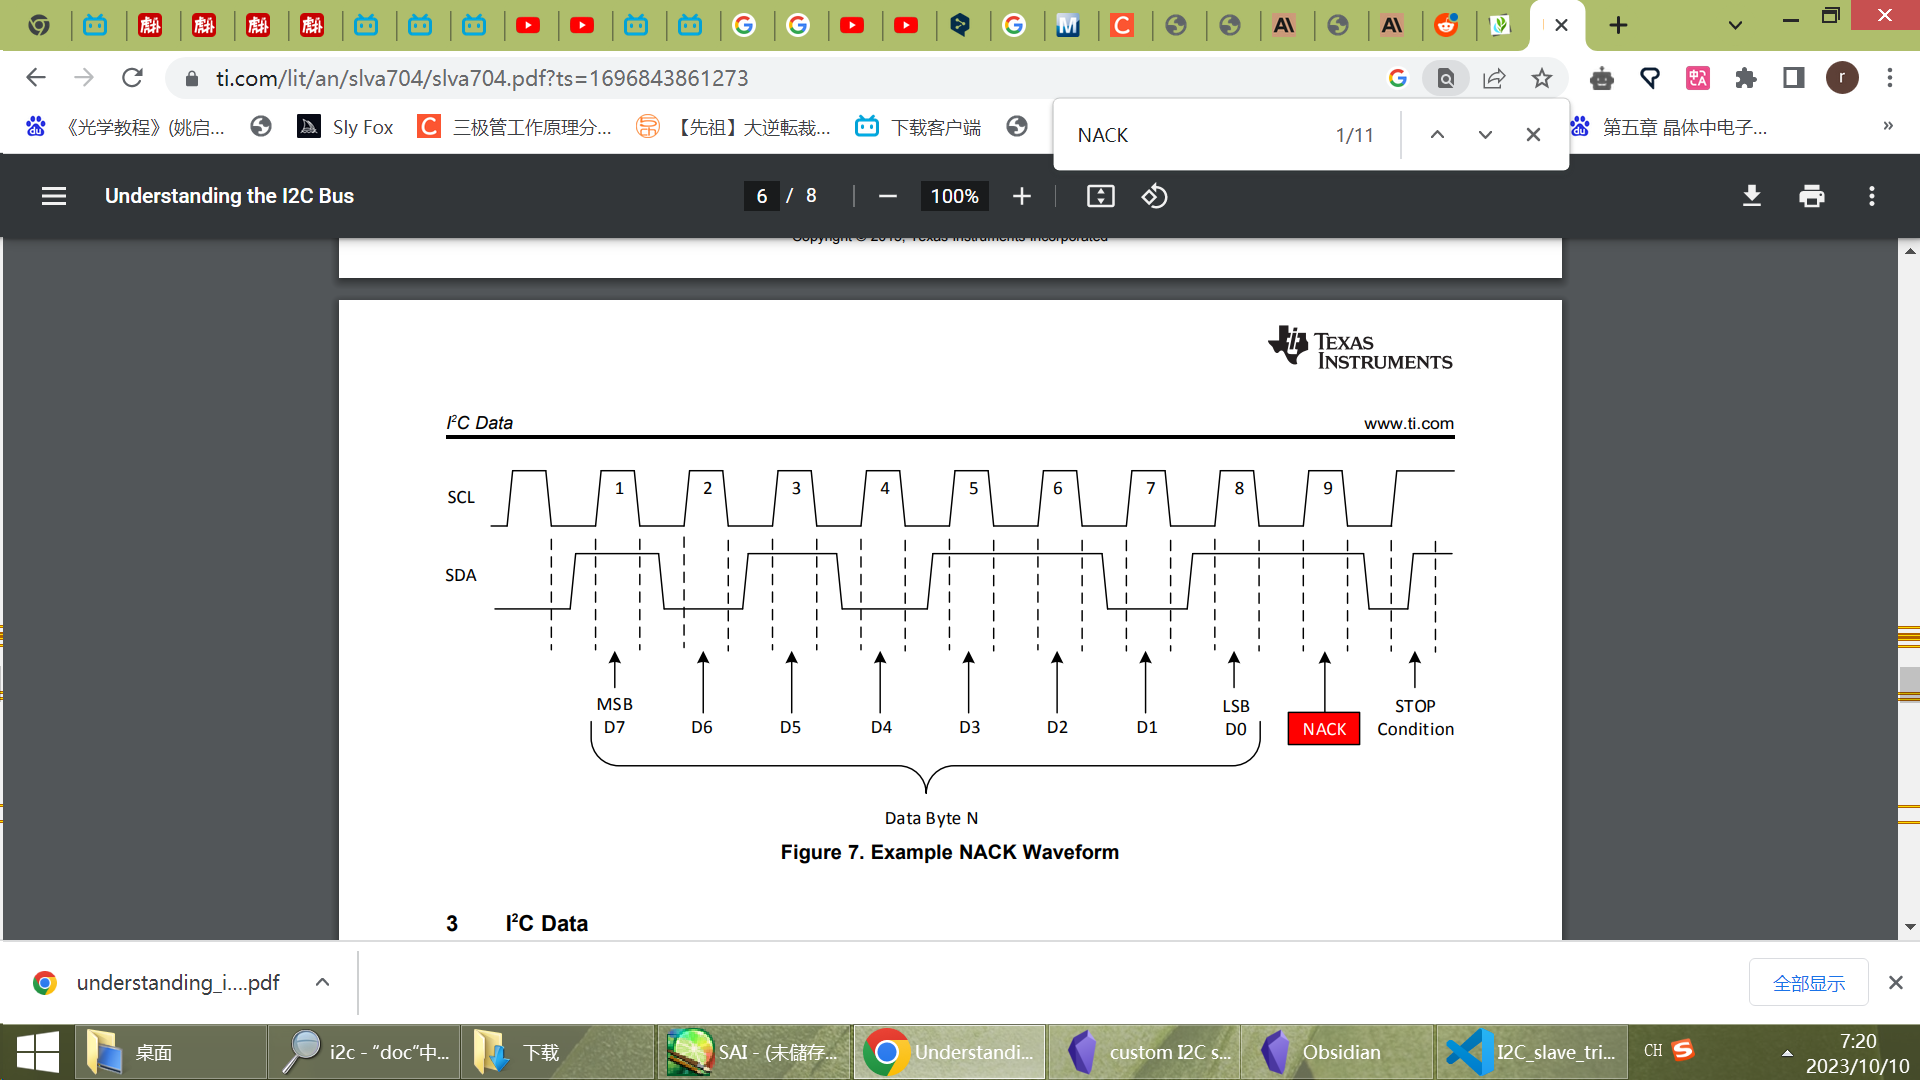 ti.com/lit/an/slva704/slva704.pdf?ts=1696843861273
r
《光学教程》(姚启...
Sly Fox
三极管工作原理分...
【先祖】大逆転裁...
下载客户端
第五章 晶体中电子...
»
NACK 1/11
Understanding the I2C Bus
6 / 8
100%
TEXAS
INSTRUMENTS
I²C Data
www.ti.com
SCL
1 2 3 4 5 6 7 8 9
SDA
MSB LSB STOP
D7 D6 D5 D4 D3 D2 D1 D0 NACK Condition
Data Byte N
Figure 7. Example NACK Waveform
3 I²C Data
understanding_i....pdf
全部显示
桌面
i2c - “doc”中...
下载
SAI - (未儲存...
Understandi...
custom I2C s...
Obsidian
I2C_slave_tri...
CH
7:20
2023/10/10